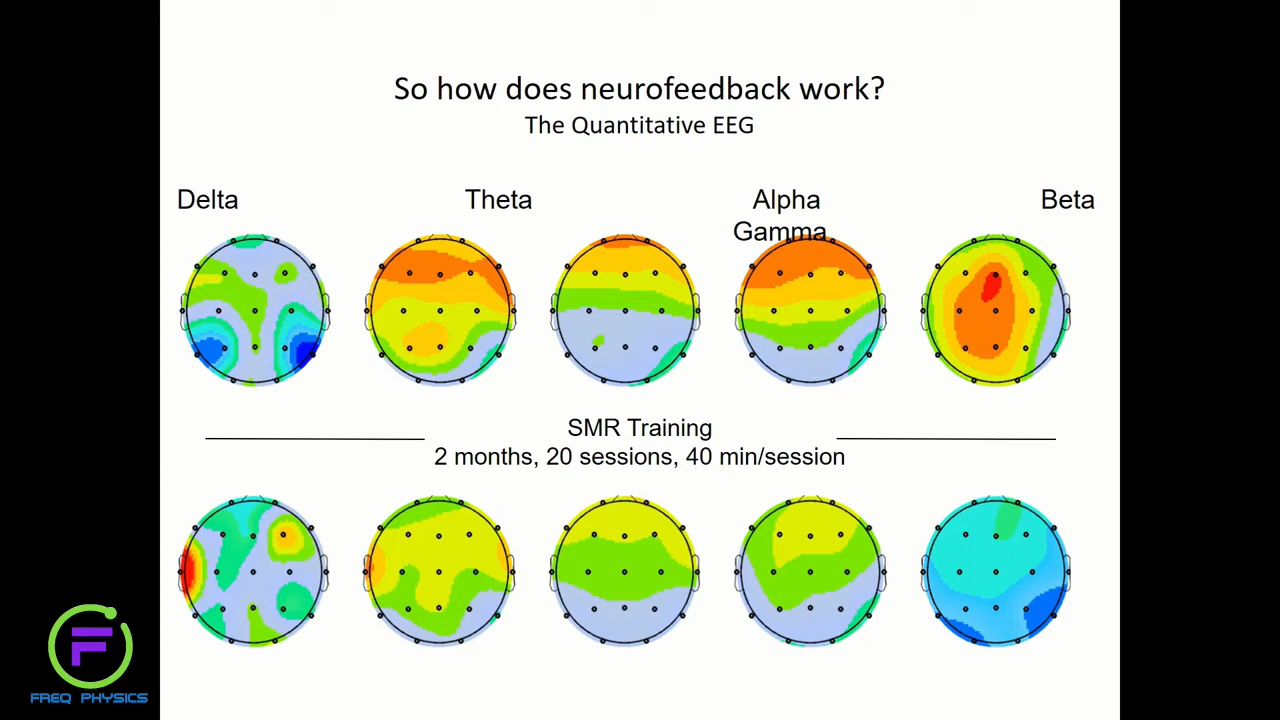 So how does neurofeedback work?
The Quantitative EEG
Delta Theta Alpha Beta
Gamma
SMR Training
2 months, 20 sessions, 40 min/session
F
FREQ PHYSICS